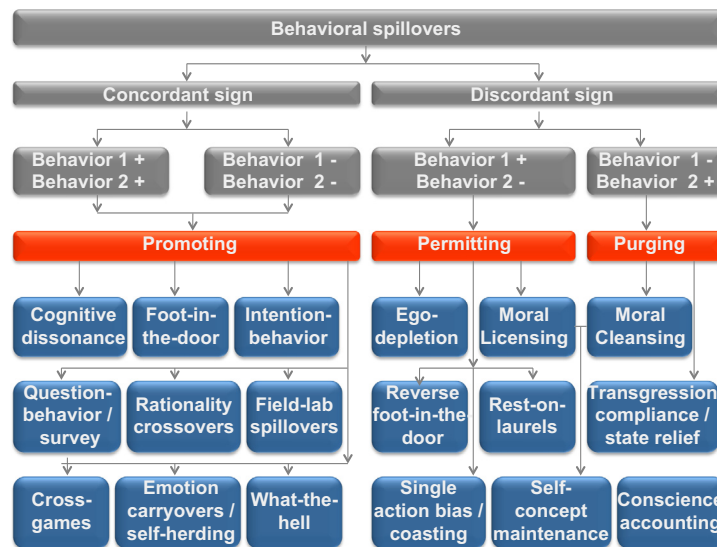 Behavioral spillovers
Concordant sign
Discordant sign
Behavior 1 +
Behavior 2 +
Behavior 1 -
Behavior 2 -
Behavior 1 +
Behavior 2 -
Behavior 1 -
Behavior 2 +
Promoting
Permitting
Purging
Cognitive
dissonance
Foot-in-
the-door
Intention-
behavior
Ego-
depletion
Moral
Licensing
Moral
Cleansing
Question-
behavior /
survey
Rationality
crossovers
Field-lab
spillovers
Reverse
foot-in-the-
door
Rest-on-
laurels
Transgression
compliance /
state relief
Cross-
games
Emotion
carryovers /
self-herding
What-the-
hell
Single
action bias /
coasting
Self-
concept
maintenance
Conscience
accounting